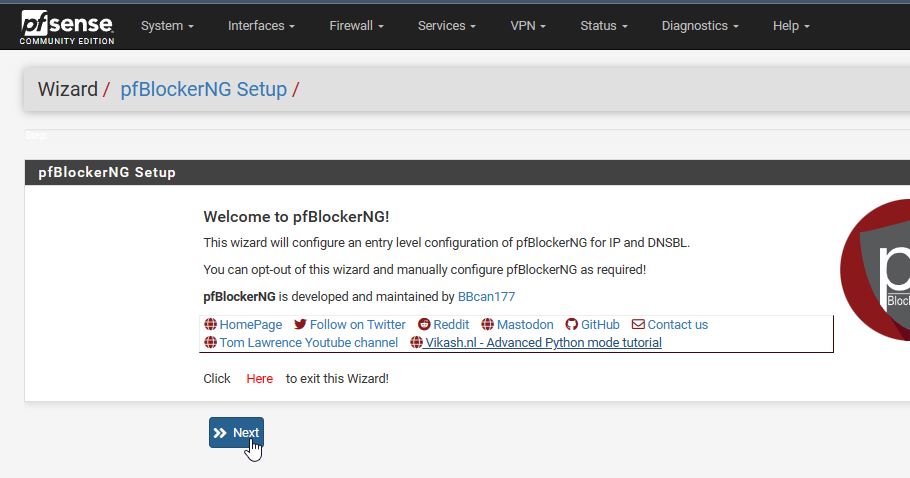 pfsense System Interfaces Firewall Services VPN Status Diagnostics Help
COMMUNITY EDITION
Wizard / pfBlockerNG Setup /
Step
pfBlockerNG Setup
Welcome to pfBlockerNG!
This wizard will configure an entry level configuration of pfBlockerNG for IP and DNSBL.
You can opt-out of this wizard and manually configure pfBlockerNG as required!
pfBlockerNG is developed and maintained by BBcan177
HomePage Follow on Twitter Reddit Mastodon GitHub Contact us
Tom Lawrence Youtube channel Vikash.nl - Advanced Python mode tutorial
Click Here to exit this Wizard!
Next